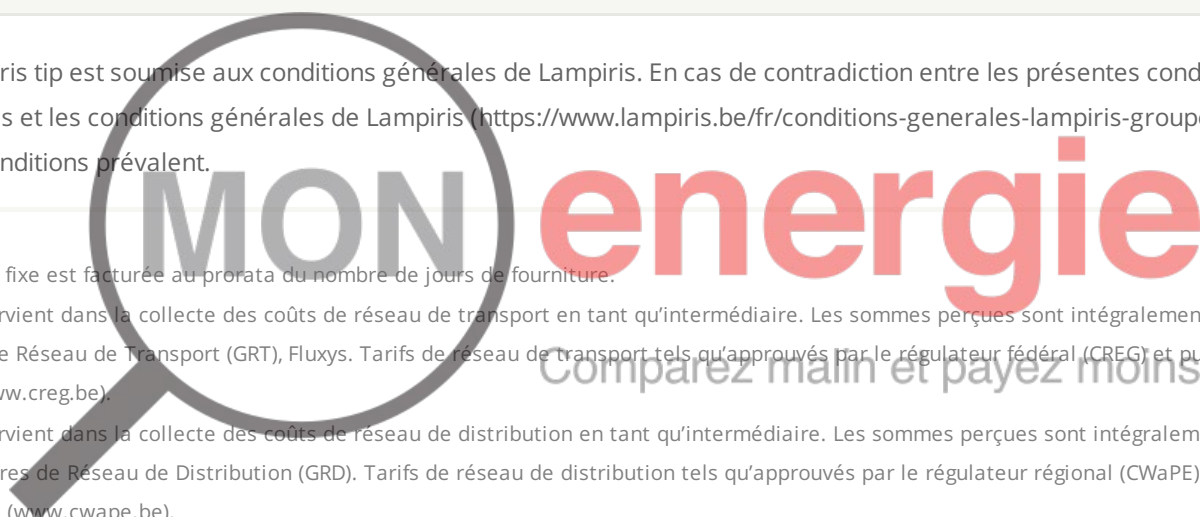 ris tip est soumise aux conditions générales de Lampiris. En cas de contradiction entre les présentes cond
s et les conditions générales de Lampiris (https://www.lampiris.be/fr/conditions-generales-lampiris-group
nditions prévalent.
MON energie
fixe est facturée au prorata du nombre de jours de fourniture.
rvient dans la collecte des coûts de réseau de transport en tant qu’intermédiaire. Les sommes perçues sont intégralemen
e Réseau de Transport (GRT), Fluxys. Tarifs de réseau de transport tels qu’approuvés par le régulateur fédéral (CREG) et pu
Comparez malin et payez moins
ww.creg.be).
rvient dans la collecte des coûts de réseau de distribution en tant qu’intermédiaire. Les sommes perçues sont intégralem
res de Réseau de Distribution (GRD). Tarifs de réseau de distribution tels qu’approuvés par le régulateur régional (CWaPE)
(www.cwape.be).